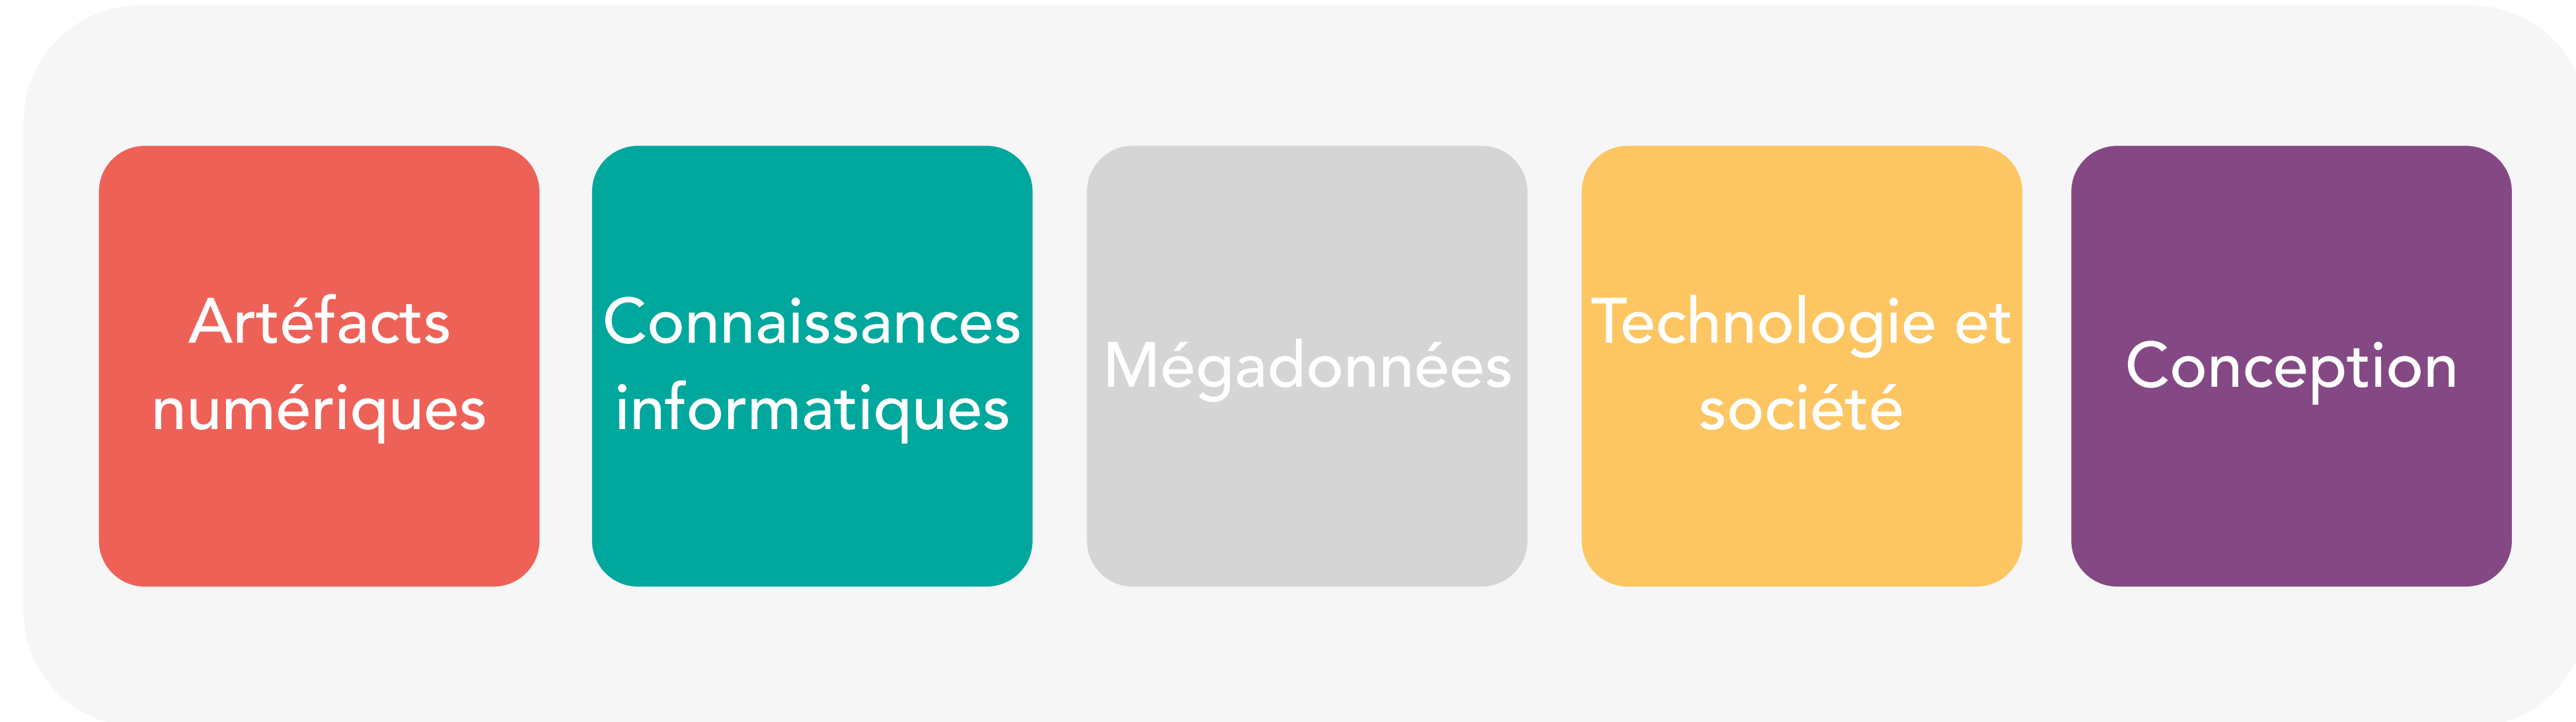 Artéfacts
numériques
Connaissances
informatiques
Mégadonnées
Technologie et
société
Conception